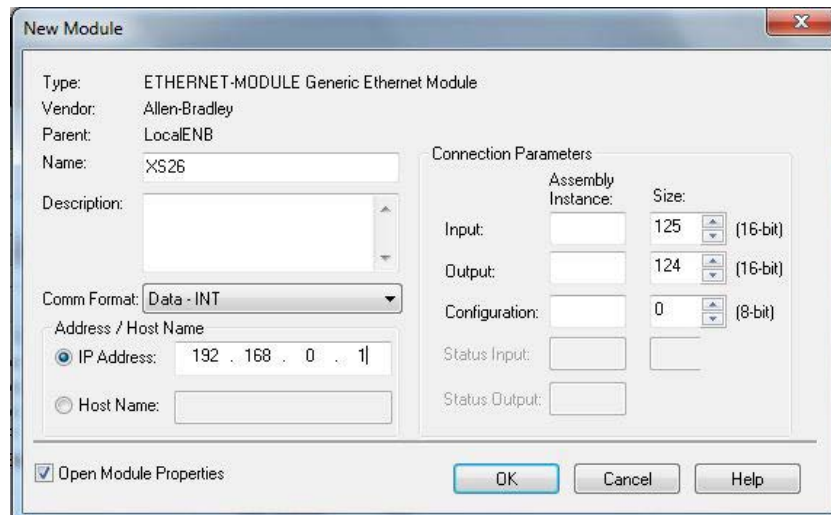 New Module
Type: ETHERNET-MODULE Generic Ethernet Module
Vendor: Allen-Bradley
Parent: LocalENB
Name: XS26
Description:
Comm Format: Data - INT
Address / Host Name
IP Address: 192 . 168 . 0 . 1
Host Name:
Connection Parameters
Assembly
Instance: Size:
Input: 125 (16-bit)
Output: 124 (16-bit)
Configuration: 0 (8-bit)
Status Input:
Status Output:
Open Module Properties
OK Cancel Help